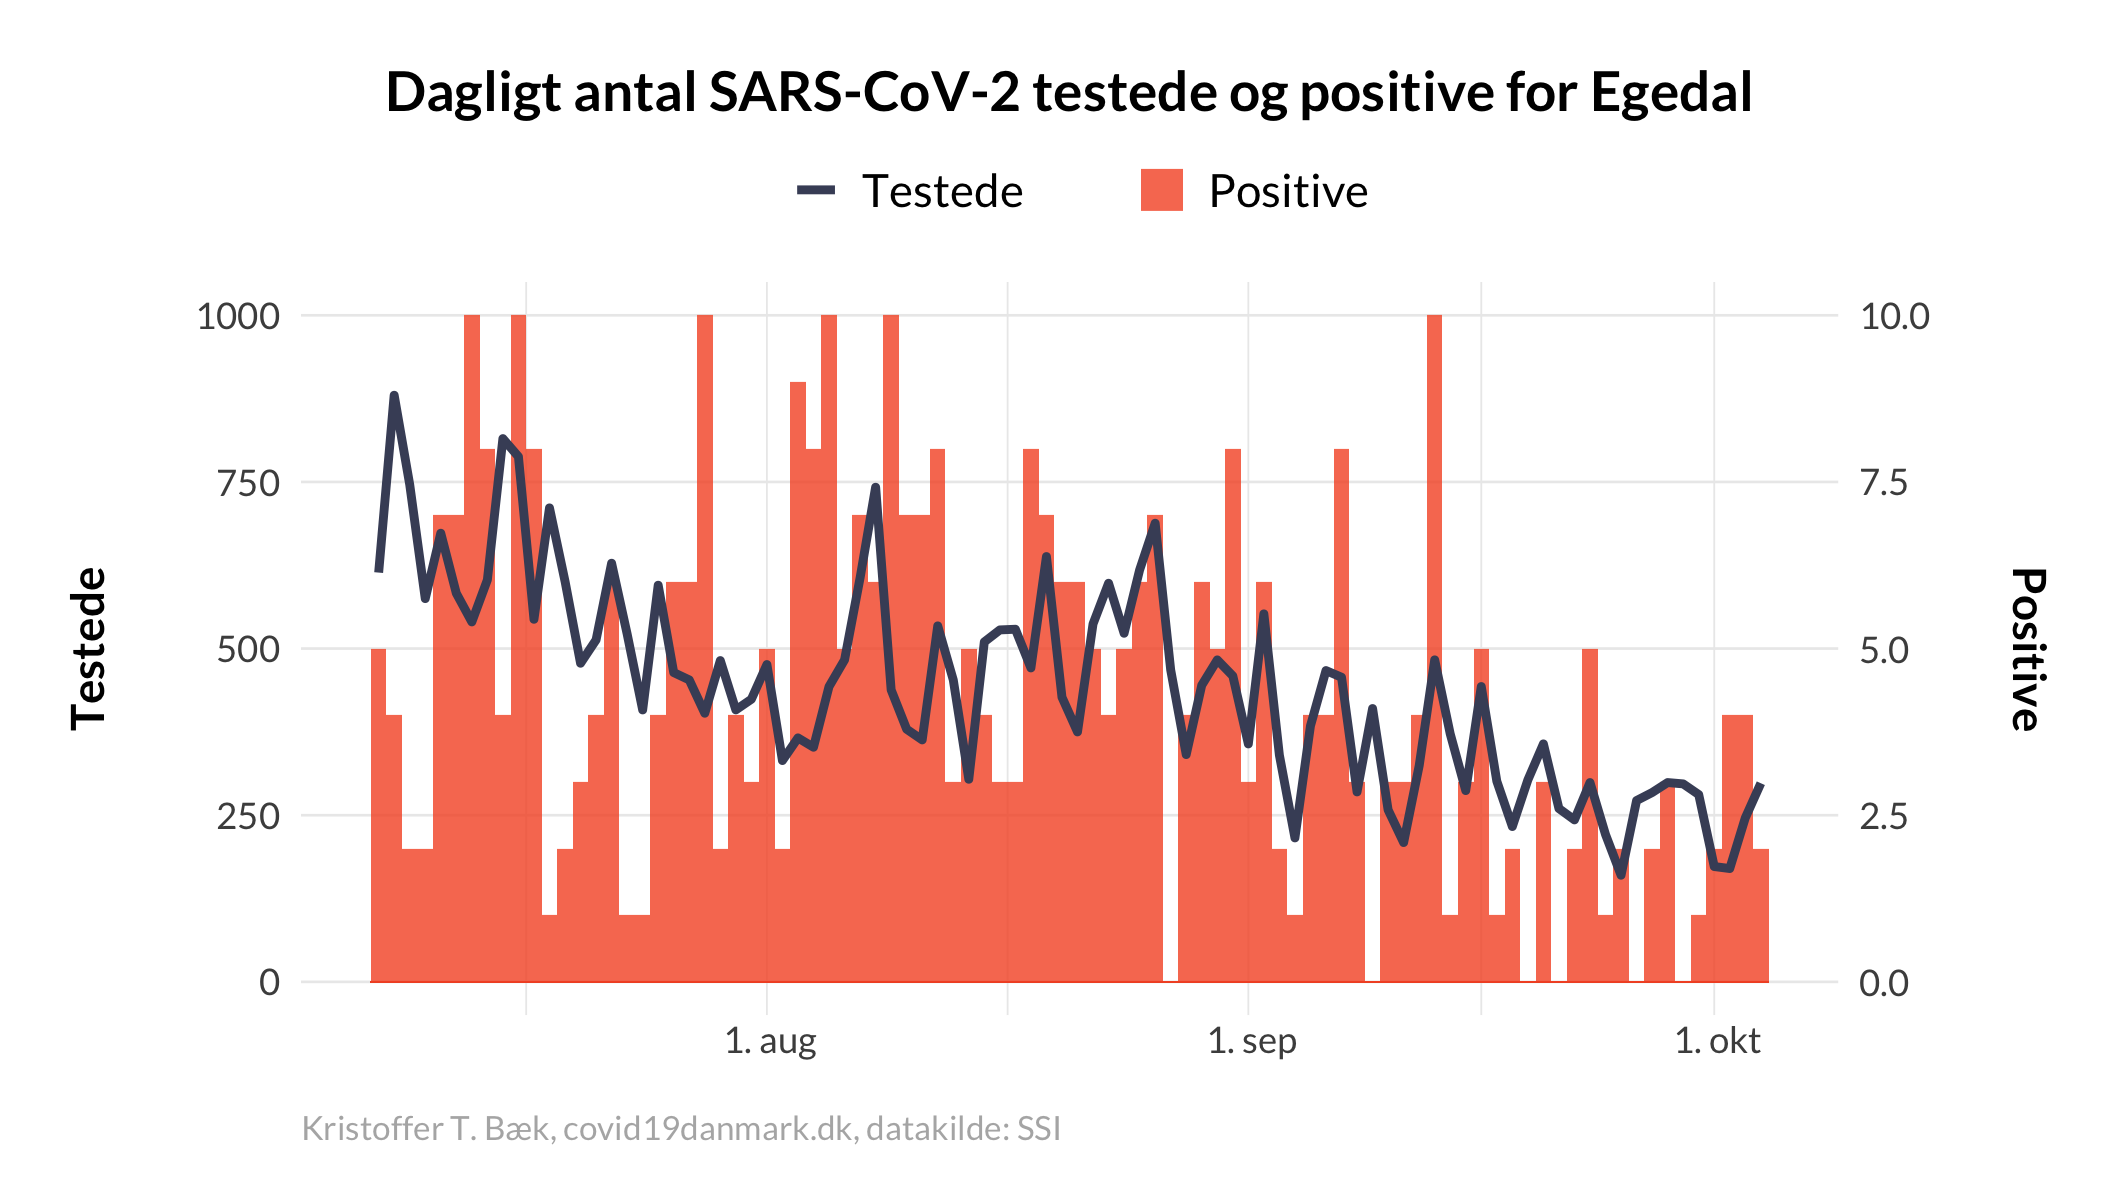 Dagligt antal SARS-CoV-2 testede og positive for Egedal
Testede
Positive
1000
750
500
250
0
10.0
7.5
5.0
2.5
0.0
Testede
Positive
1. aug
1. sep
1. okt
Kristoffer T. Bæk, covid19danmark.dk, datakilde: SSI